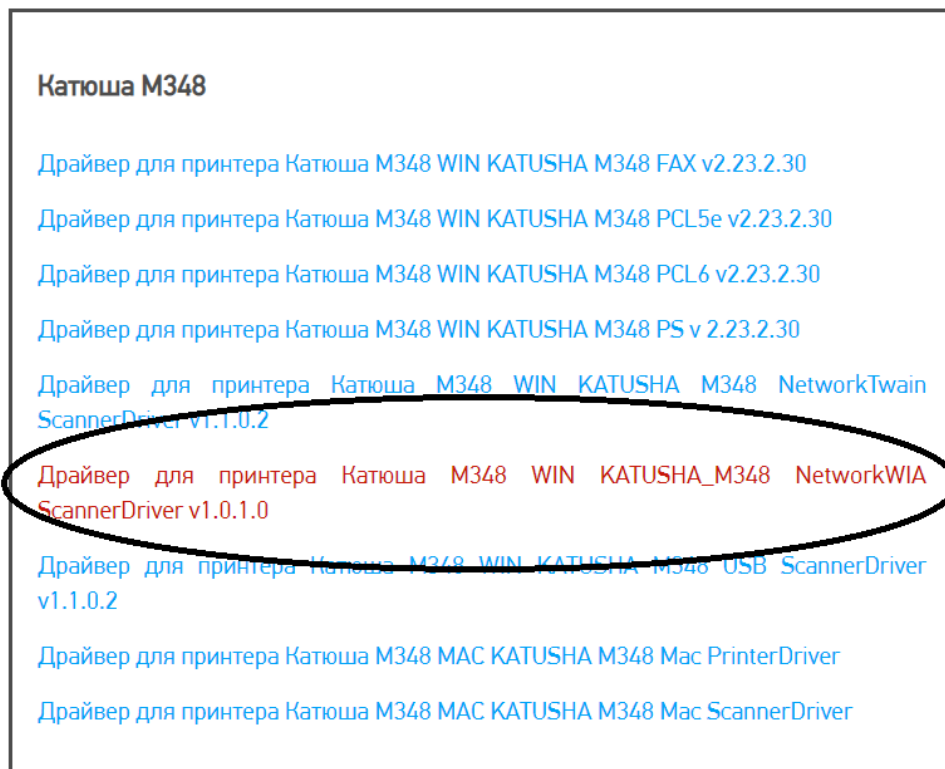 Катюша М348
Драйвер для принтера Катюша М348 WIN KATUSHA M348 FAX v2.23.2.30
Драйвер для принтера Катюша М348 WIN KATUSHA M348 PCL5e v2.23.2.30
Драйвер для принтера Катюша М348 WIN KATUSHA M348 PCL6 v2.23.2.30
Драйвер для принтера Катюша М348 WIN KATUSHA M348 PS v 2.23.2.30
Драйвер для принтера Катюша М348 WIN KATUSHA M348 NetworkTwain
ScannerDriver v1.1.0.2
Драйвер для принтера Катюша М348 WIN KATUSHA_M348 NetworkWIA
ScannerDriver v1.0.1.0
Драйвер для принтера Катюша М348 WIN KATUSHA M348 USB ScannerDriver
v1.1.0.2
Драйвер для принтера Катюша М348 MAC KATUSHA M348 Mac PrinterDriver
Драйвер для принтера Катюша М348 MAC KATUSHA M348 Mac ScannerDriver